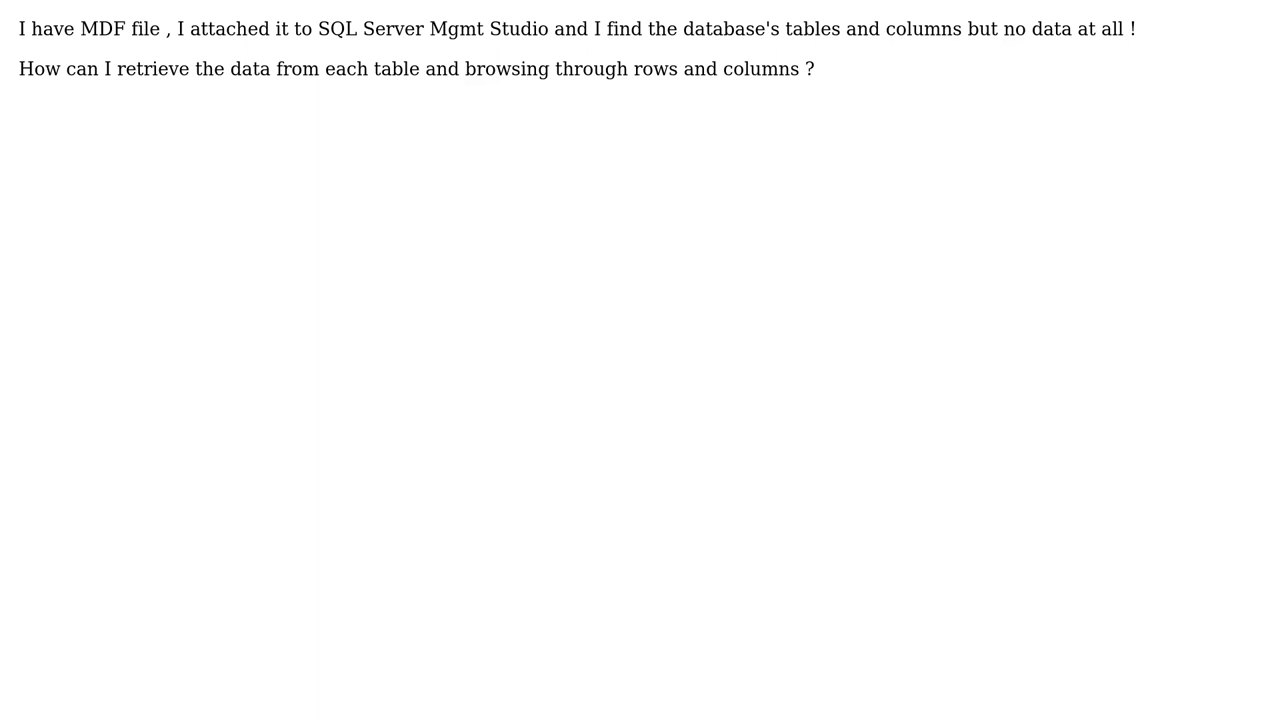 I have MDF file , I attached it to SQL Server Mgmt Studio and I find the database's tables and columns but no data at all !
How can I retrieve the data from each table and browsing through rows and columns ?